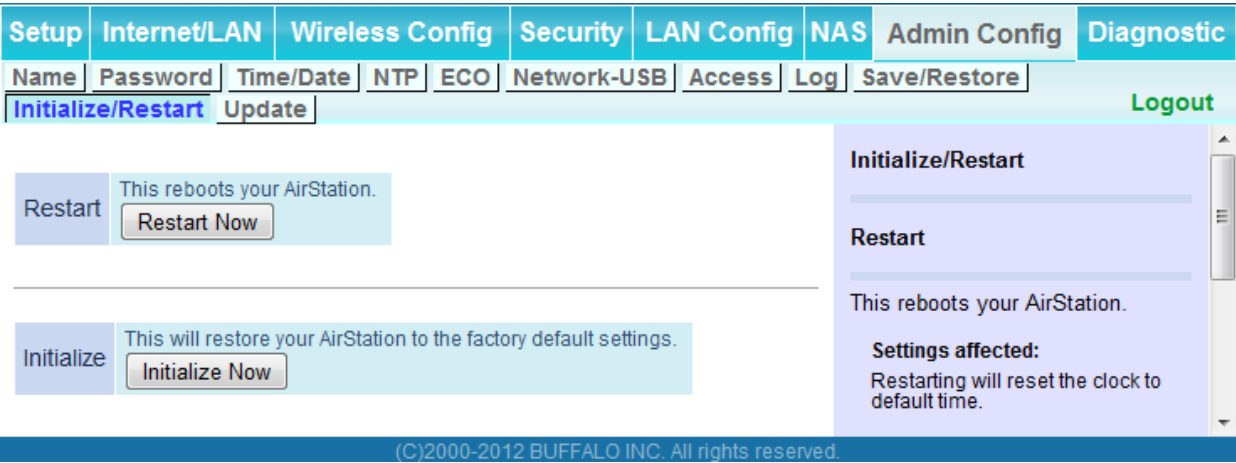 Setup Internet/LAN Wireless Config Security LAN Config NAS Admin Config Diagnostic
Name Password Time/Date NTP ECO Network-USB Access Log Save/Restore
Initialize/Restart Update
Logout
Restart
This reboots your AirStation.
Restart Now
Initialize
This will restore your AirStation to the factory default settings.
Initialize Now
Initialize/Restart
Restart
This reboots your AirStation.
Settings affected:
Restarting will reset the clock to
default time.
(C)2000-2012 BUFFALO INC. All rights reserved.